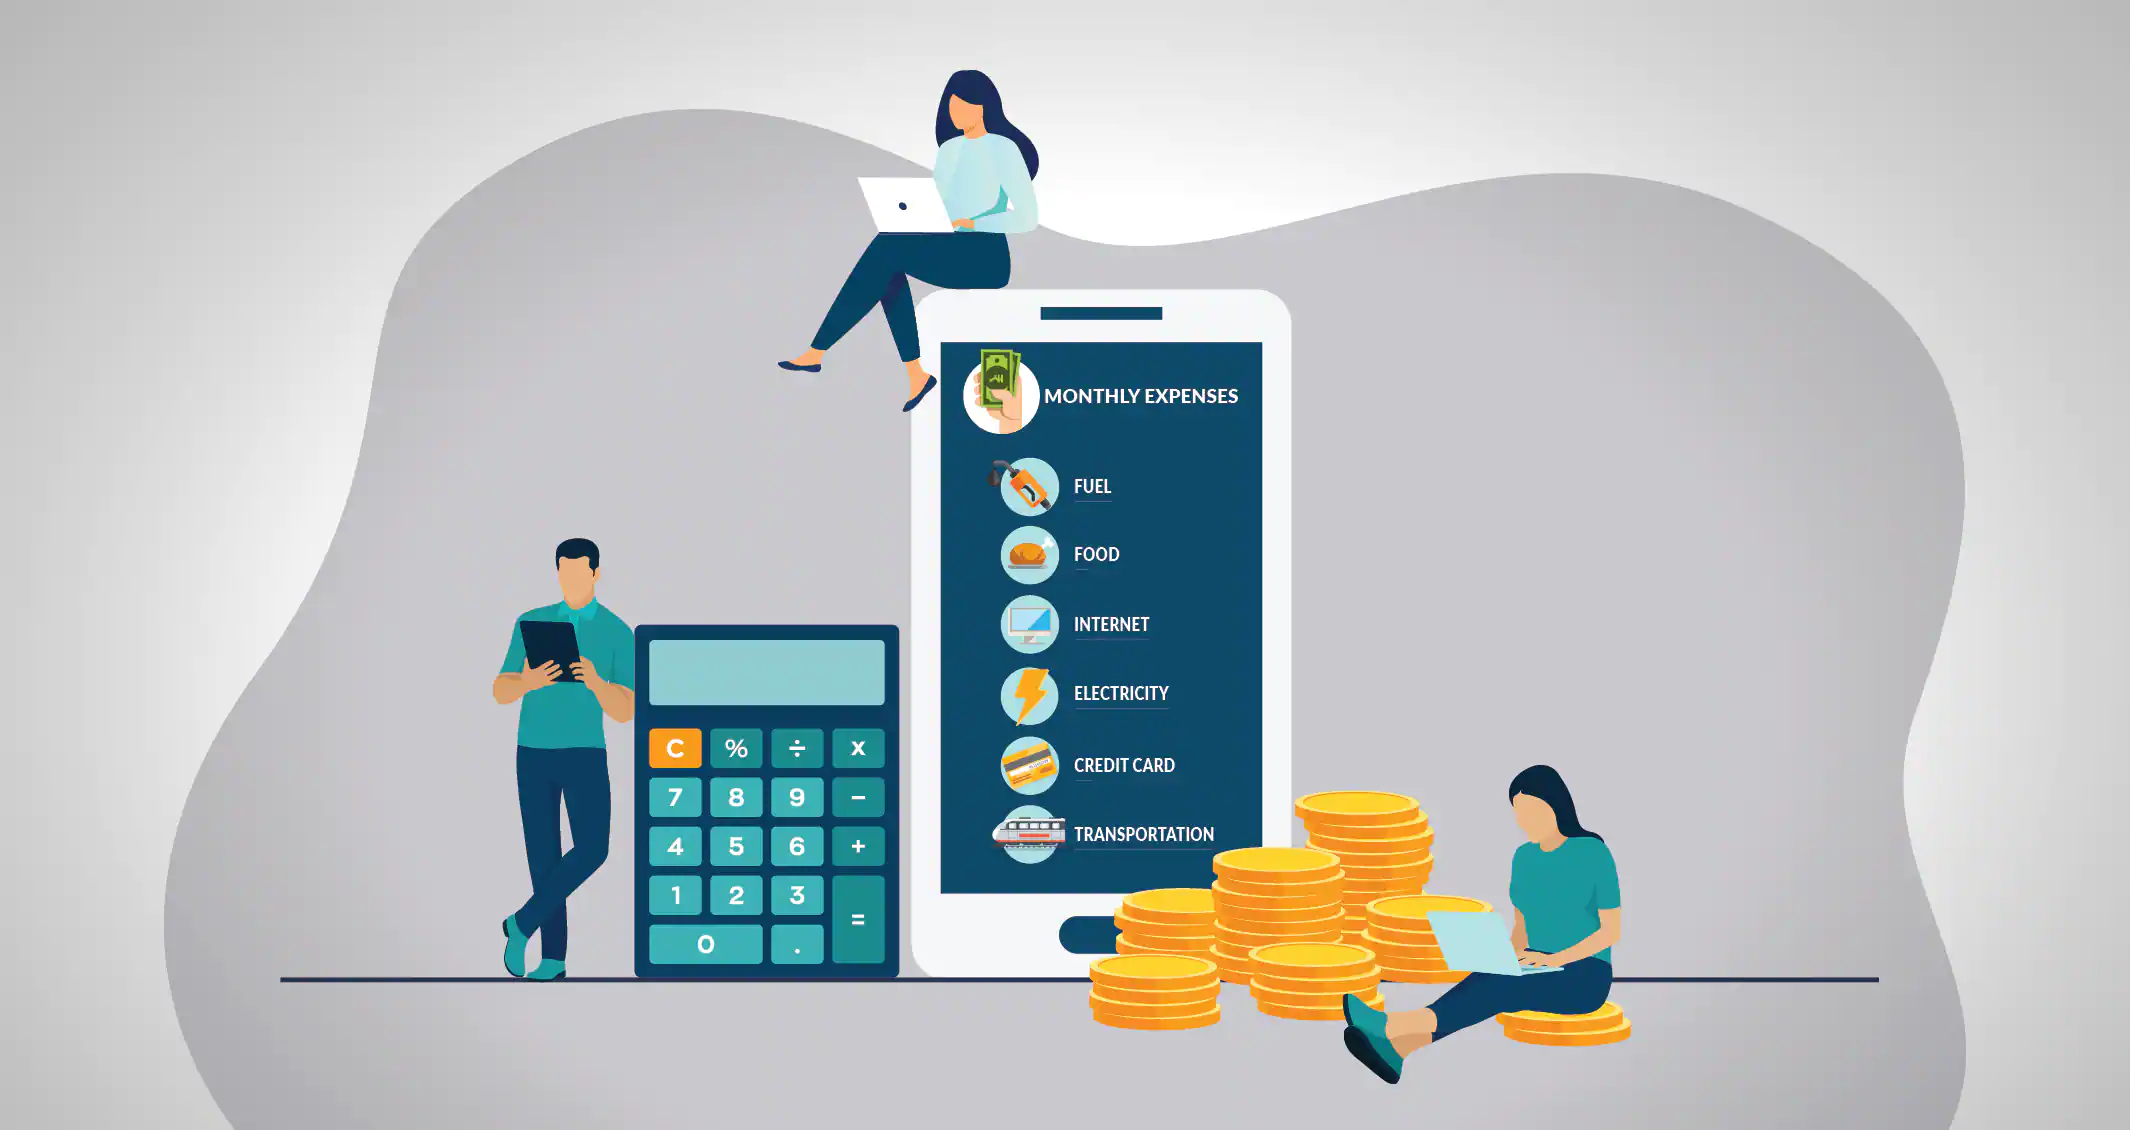 MONTHLY EXPENSES
FUEL
FOOD
INTERNET
ELECTRICITY
CREDIT CARD
TRANSPORTATION
C % ÷ x
7 8 9 −
4 5 6 +
1 2 3 =
0 .